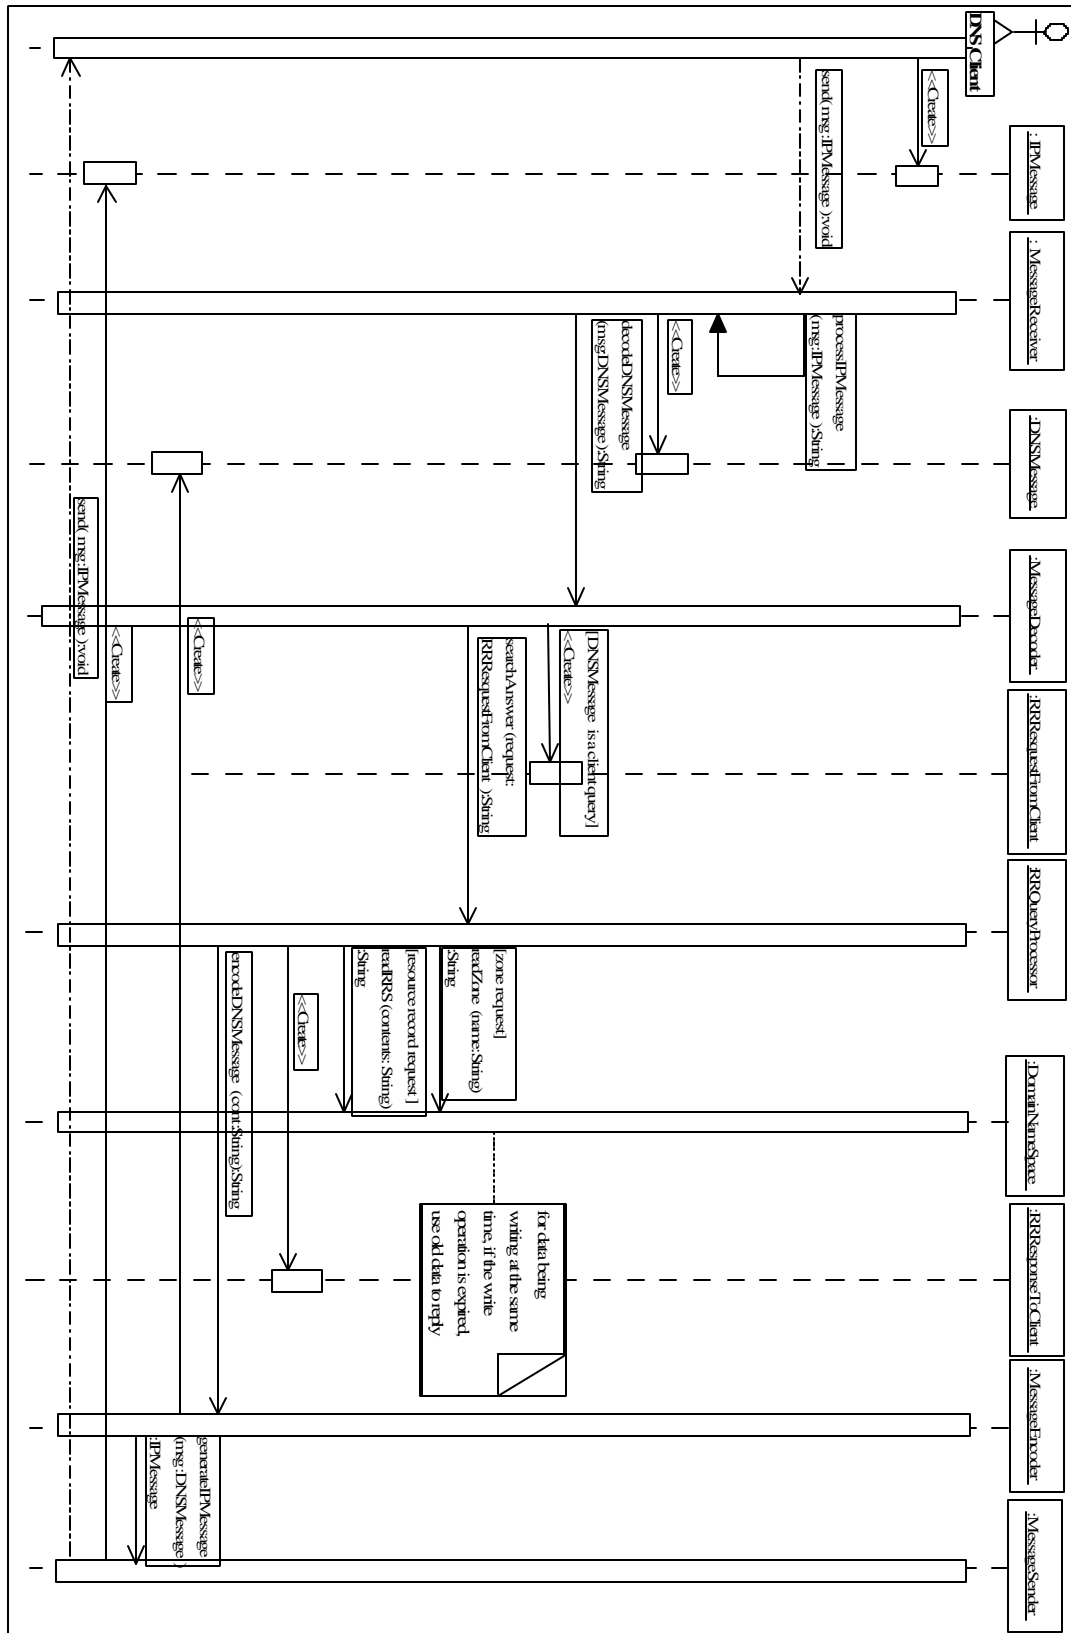 DNS Client
: IPMessage
: MessageReceiver
:DNSMessage
:MessageDecoder
:RRRequestFromClient
:RRQueryProcessor
:DomainNameSpace
:RRResponseToClient
:MessageEncoder
:MessageSender
<<Create>>
send( msg:IPMessage ):void
processIPMessage
(msg:IPMessage ):String
<<Create>>
decodeDNSMessage
(msg:DNSMessage ):String
[DNSMessage is a client query]
<<Create>>
searchAnswer (request:
RRRequestFromClient ):String
[zone request]
readZone (name:String)
:String
[resource record request ]
readRRS (contents: String)
:String
for data being
writing at the same
time, if the write
operation is expired,
use old data to reply
<<Create>>
encodeDNSMessage (cont:String):String
<<Create>>
generateIPMessage
(msg:DNSMessage )
:IPMessage
<<Create>>
send( msg:IPMessage ):void